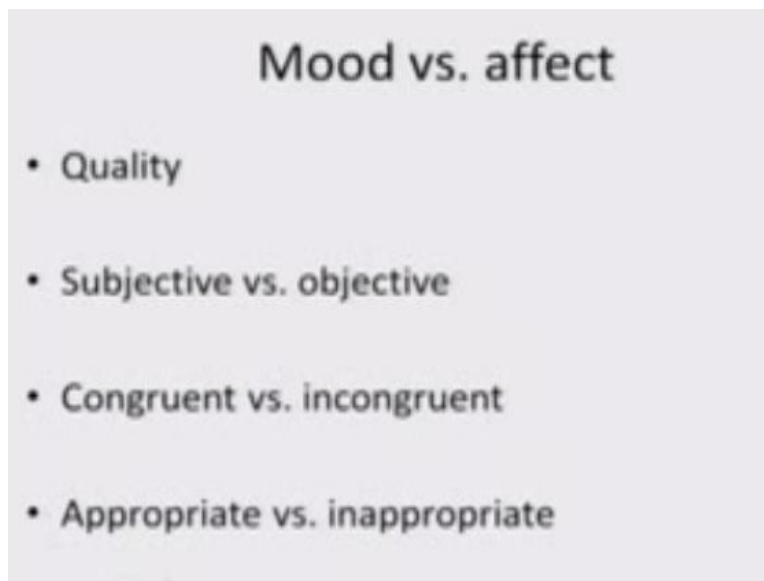 Mood vs. affect
• Quality
• Subjective vs. objective
• Congruent vs. incongruent
• Appropriate vs. inappropriate